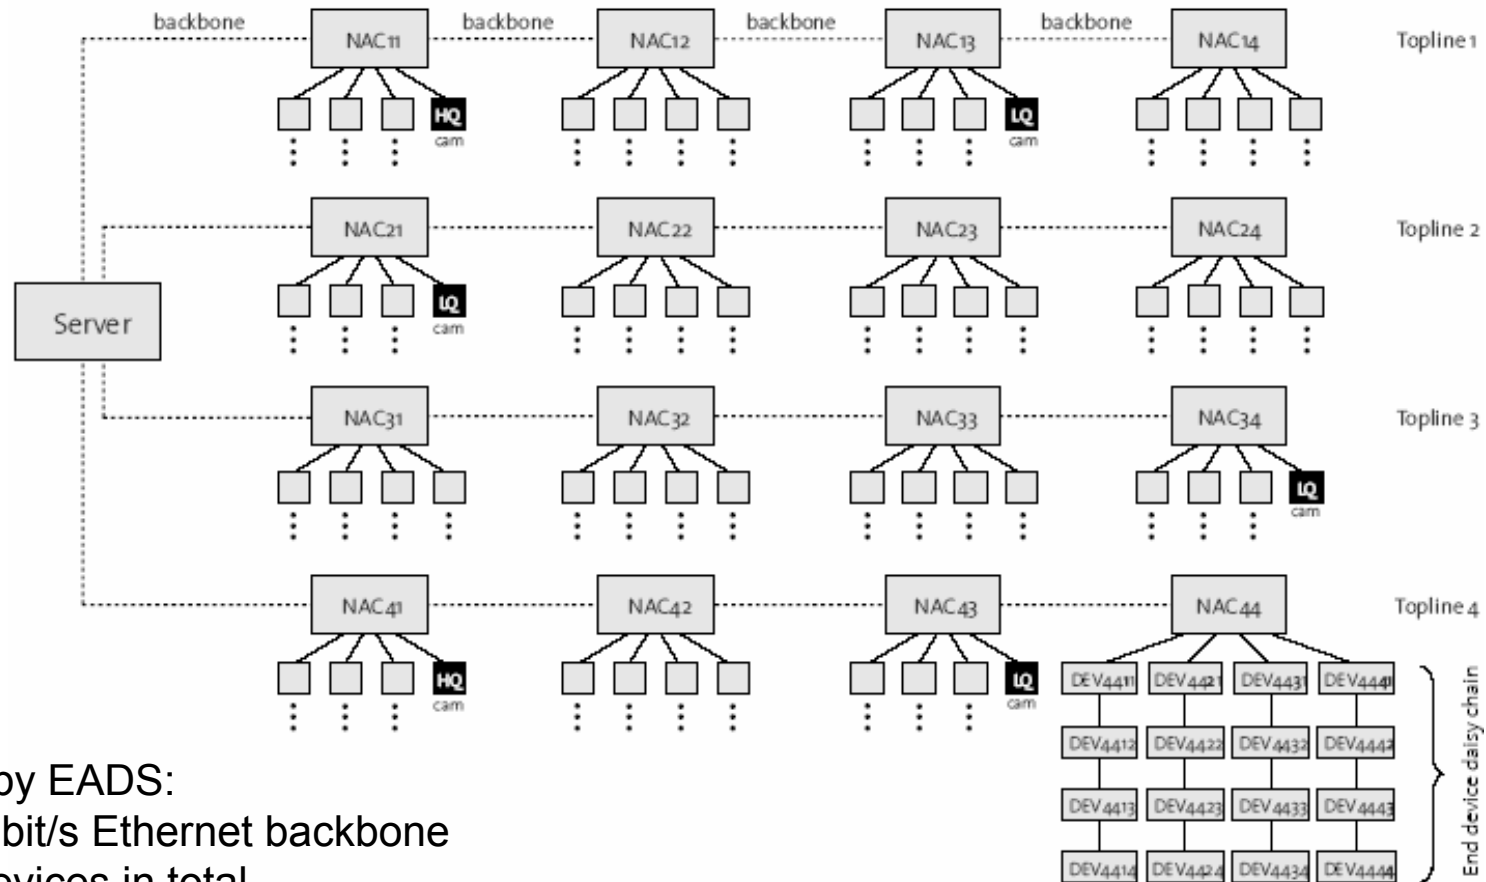 backbone backbone backbone backbone
NAC11 NAC12 NAC13 NAC14 Topline 1
HQ LQ
cam cam
NAC21 NAC22 NAC23 NAC24 Topline 2
LQ
cam
Server
NAC31 NAC32 NAC33 NAC34 Topline 3
LQ
cam
NAC41 NAC42 NAC43 NAC44 Topline 4
HQ LQ
cam cam
DEV4411 DEV4421 DEV4431 DEV4441
DEV4412 DEV4422 DEV4432 DEV4442
DEV4413 DEV4423 DEV4433 DEV4443
DEV4414 DEV4424 DEV4434 DEV4444
End device daisy chain
by EADS:
bit/s Ethernet backbone
evices in total